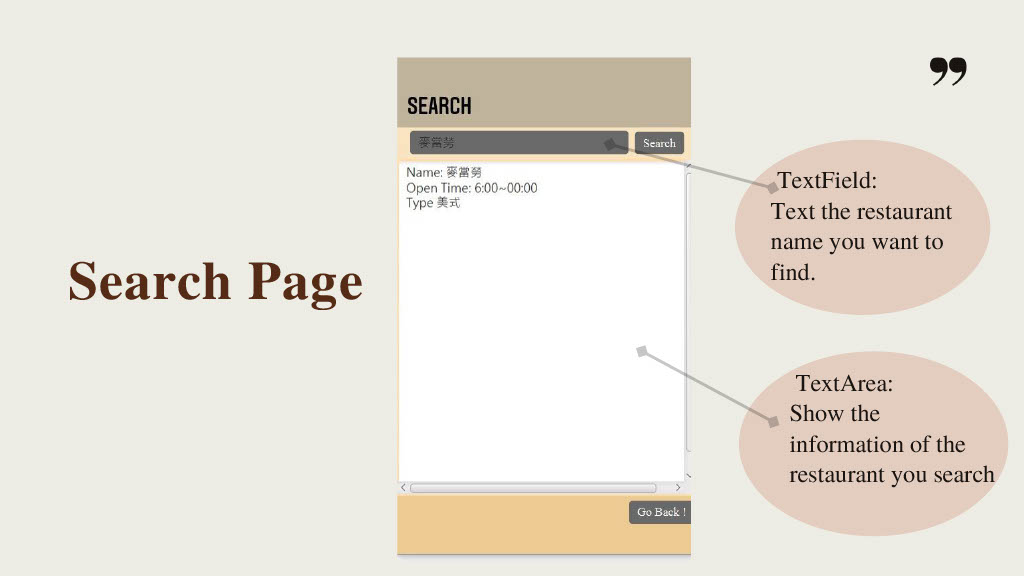 Search Page
SEARCH
麥當勞
Search
Name: 麥當勞
Open Time: 6:00~00:00
Type 美式
Go Back !
”
TextField:
Text the restaurant
name you want to
find.
TextArea:
Show the
information of the
restaurant you search